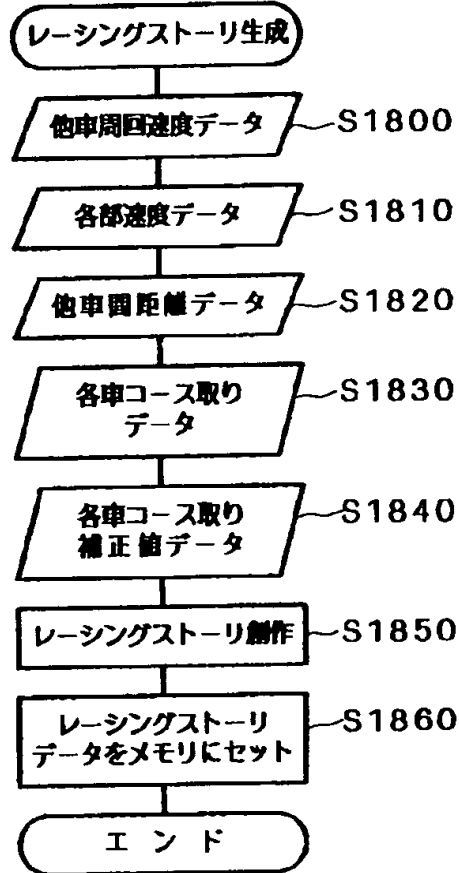 レーシングストーリ生成
他車周回速度データ
S1800
各部速度データ
S1810
他車間距離データ
S1820
各車コース取り
データ
S1830
各車コース取り
補正値データ
S1840
レーシングストーリ創作
S1850
レーシングストーリ
データをメモリにセット
S1860
エンド